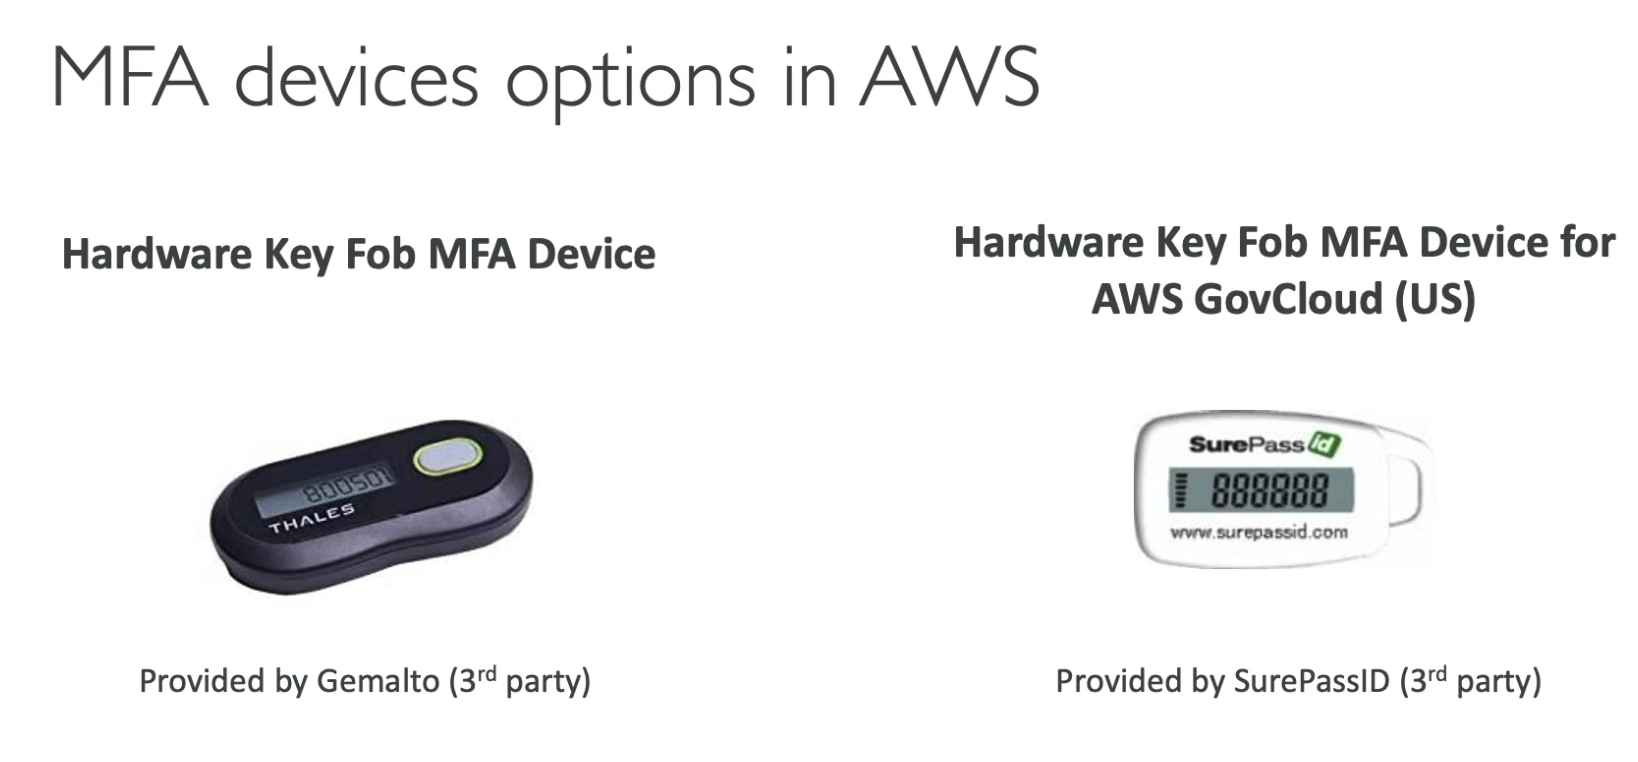 MFA devices options in AWS
Hardware Key Fob MFA Device
Hardware Key Fob MFA Device for
AWS GovCloud (US)
THALES
SurePass id
888888
www.surepassid.com
Provided by Gemalto (3rd party)
Provided by SurePassID (3rd party)